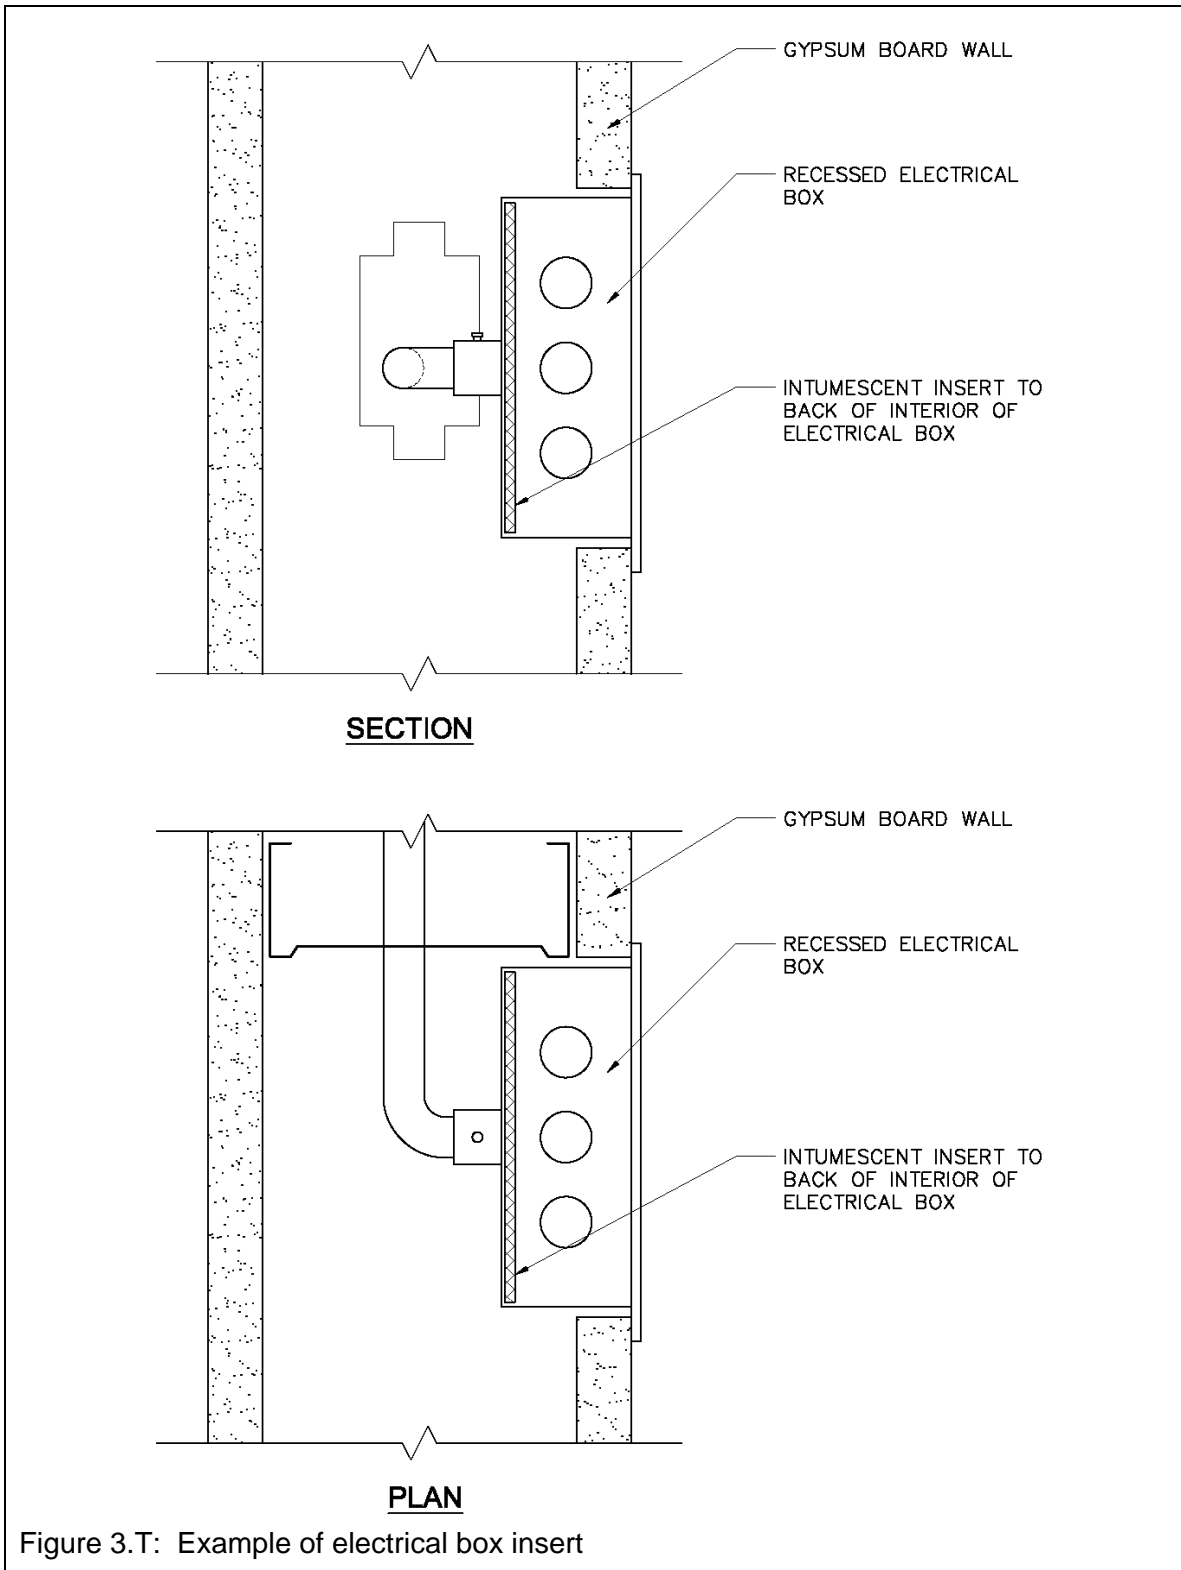 GYPSUM BOARD WALL
RECESSED ELECTRICAL
BOX
INTUMESCENT INSERT TO
BACK OF INTERIOR OF
ELECTRICAL BOX
SECTION
GYPSUM BOARD WALL
RECESSED ELECTRICAL
BOX
INTUMESCENT INSERT TO
BACK OF INTERIOR OF
ELECTRICAL BOX
PLAN
Figure 3.T: Example of electrical box insert